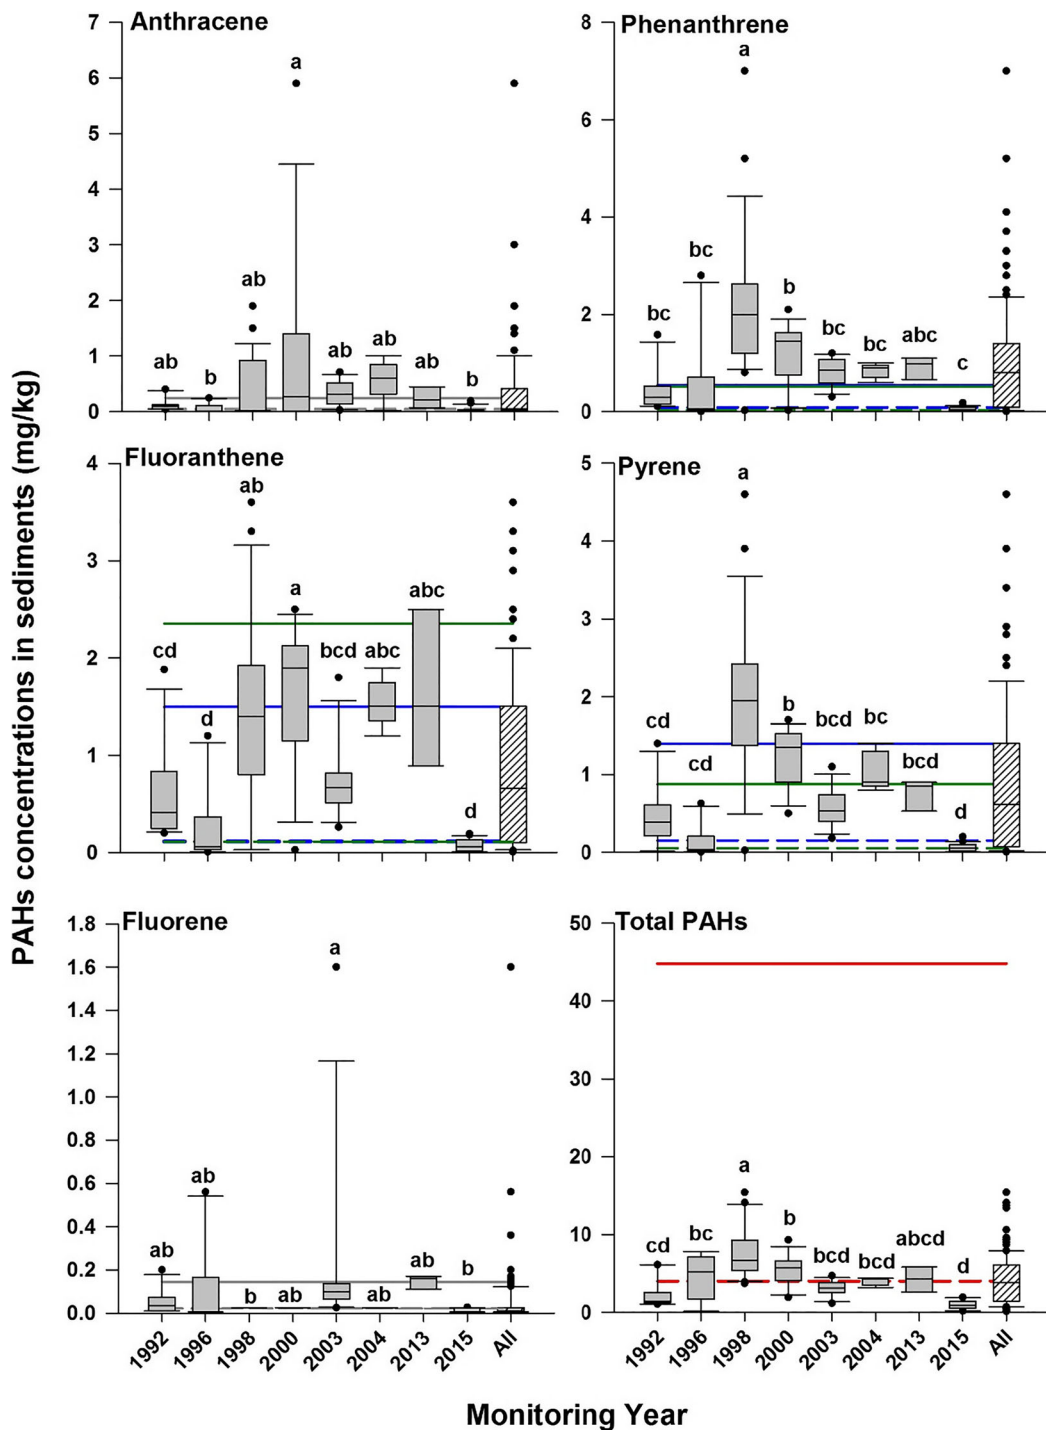 PAHs concentrations in sediments (mg/kg)
Anthracene
7
6
5
4
3
2
1
0
ab
b
ab
a
ab
ab
ab
b
Phenanthrene
8
6
4
2
0
bc
bc
a
b
bc
bc
abc
c
Fluoranthene
4
3
2
1
0
cd
d
ab
a
bcd
abc
abc
d
Pyrene
5
4
3
2
1
0
cd
cd
a
b
bcd
bc
bcd
d
Fluorene
1.8
1.6
1.4
1.2
1.0
0.8
0.6
0.4
0.2
0.0
ab
ab
b
ab
a
ab
ab
b
1992
1996
1998
2000
2003
2004
2013
2015
All
Total PAHs
50
40
30
20
10
0
cd
bc
a
b
bcd
bcd
abcd
d
1992
1996
1998
2000
2003
2004
2013
2015
All
Monitoring Year